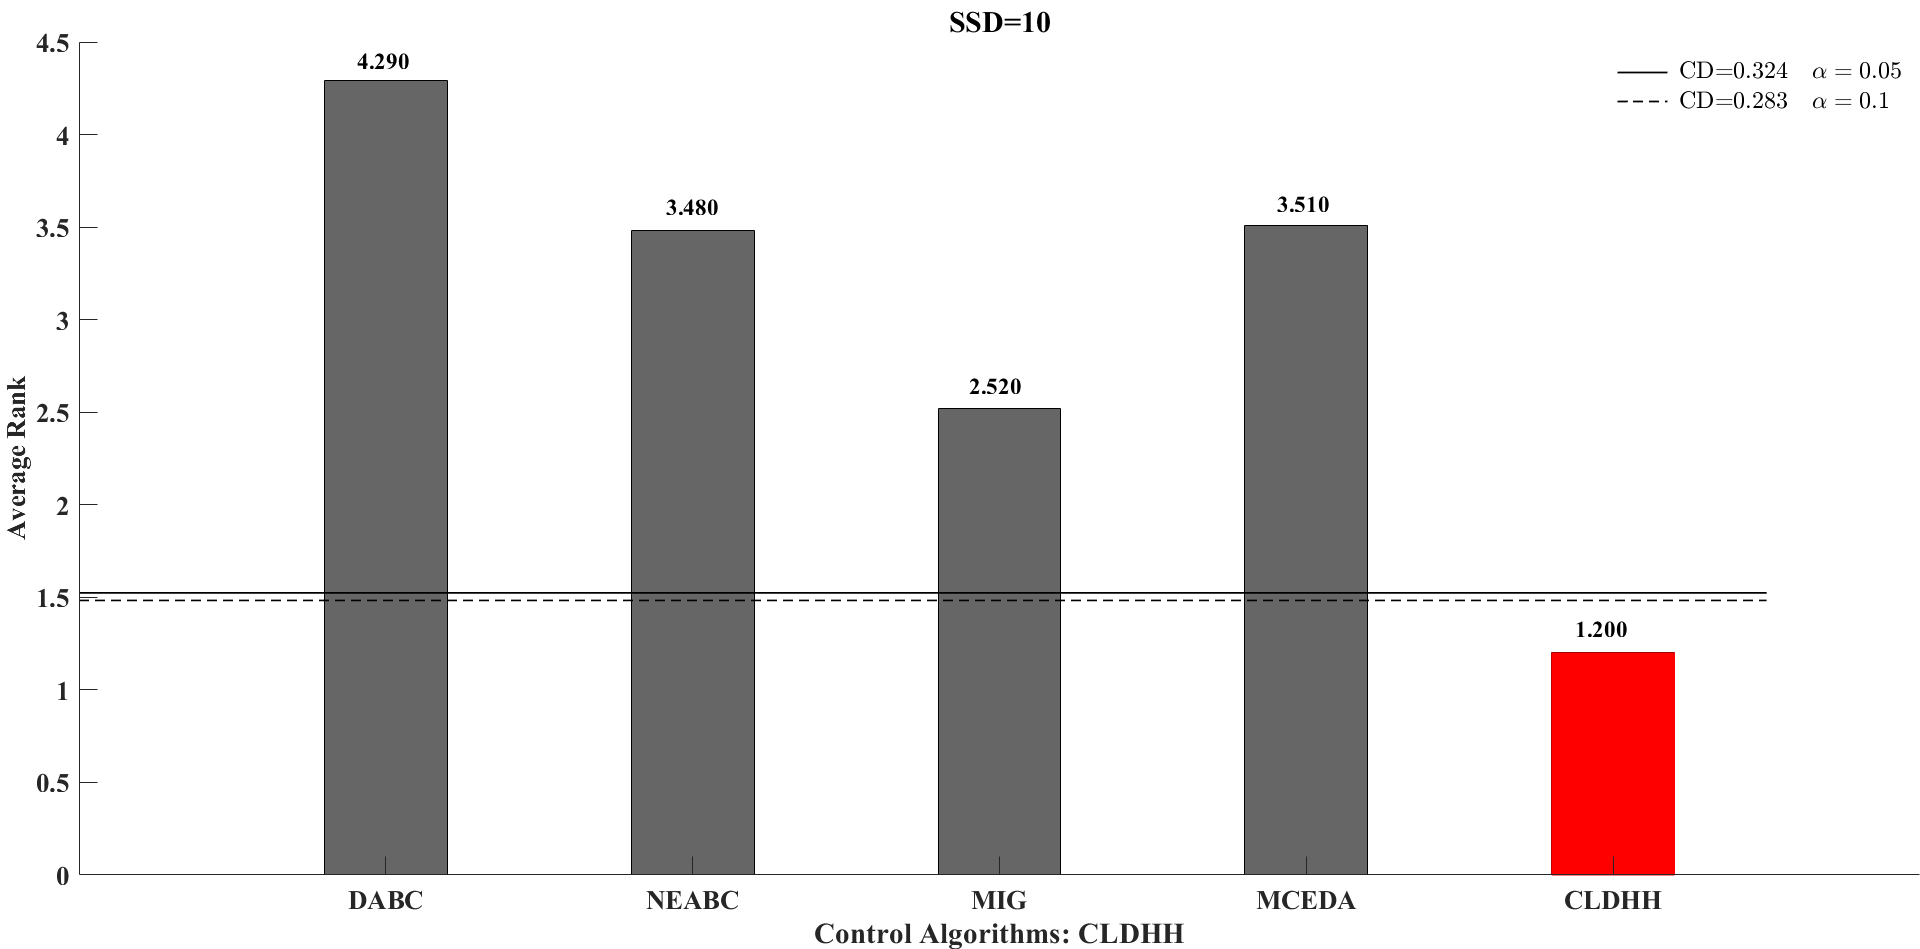 SSD=10
CD=0.324 α = 0.05
CD=0.283 α = 0.1
Average Rank
4.5
4
3.5
3
2.5
2
1.5
1
0.5
0
4.290
3.480
2.520
3.510
1.200
DABC NEABC MIG MCEDA CLDHH
Control Algorithms: CLDHH